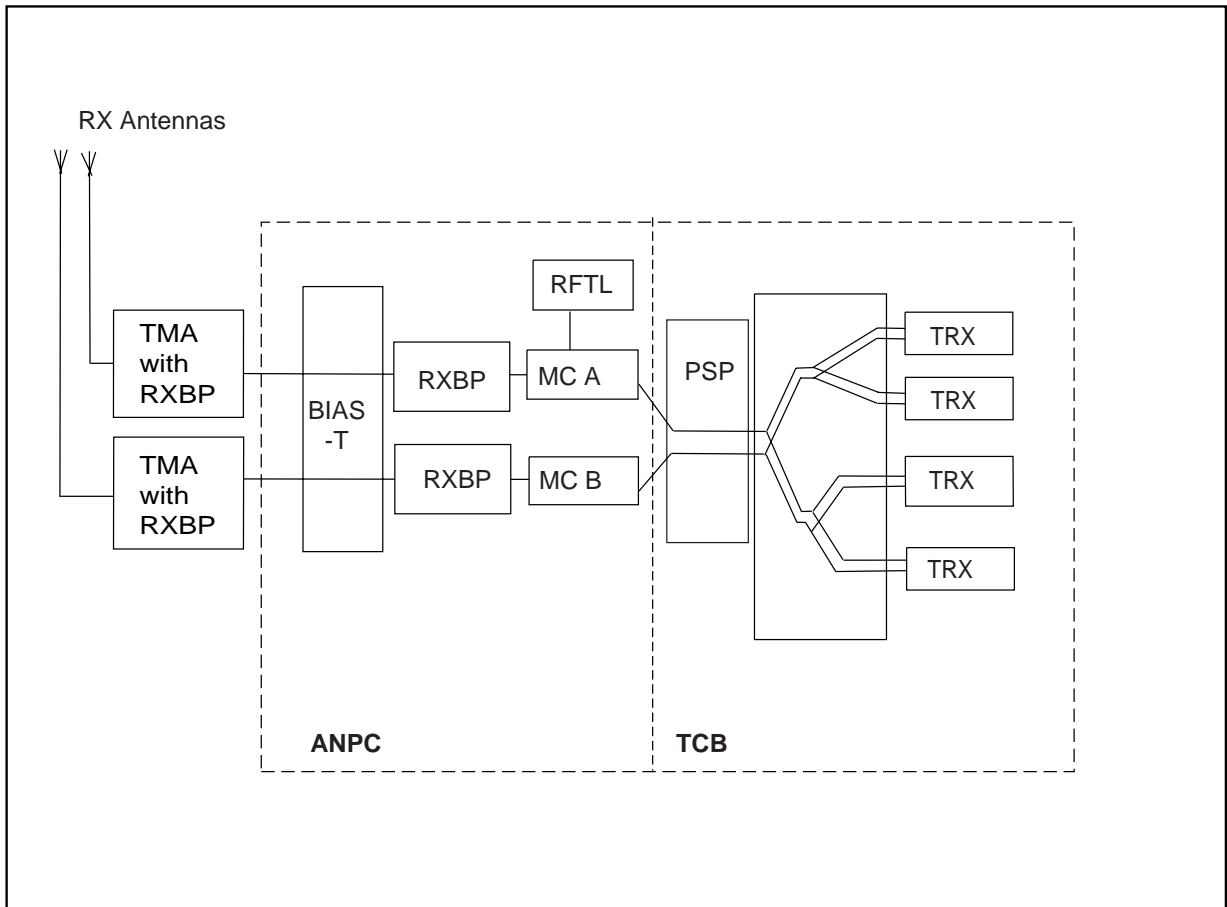 RX Antennas
TMA
with
RXBP
TMA
with
RXBP
BIAS
-T
RXBP
RXBP
RFTL
MC A
MC B
PSP
TRX
TRX
TRX
TRX
ANPC
TCB